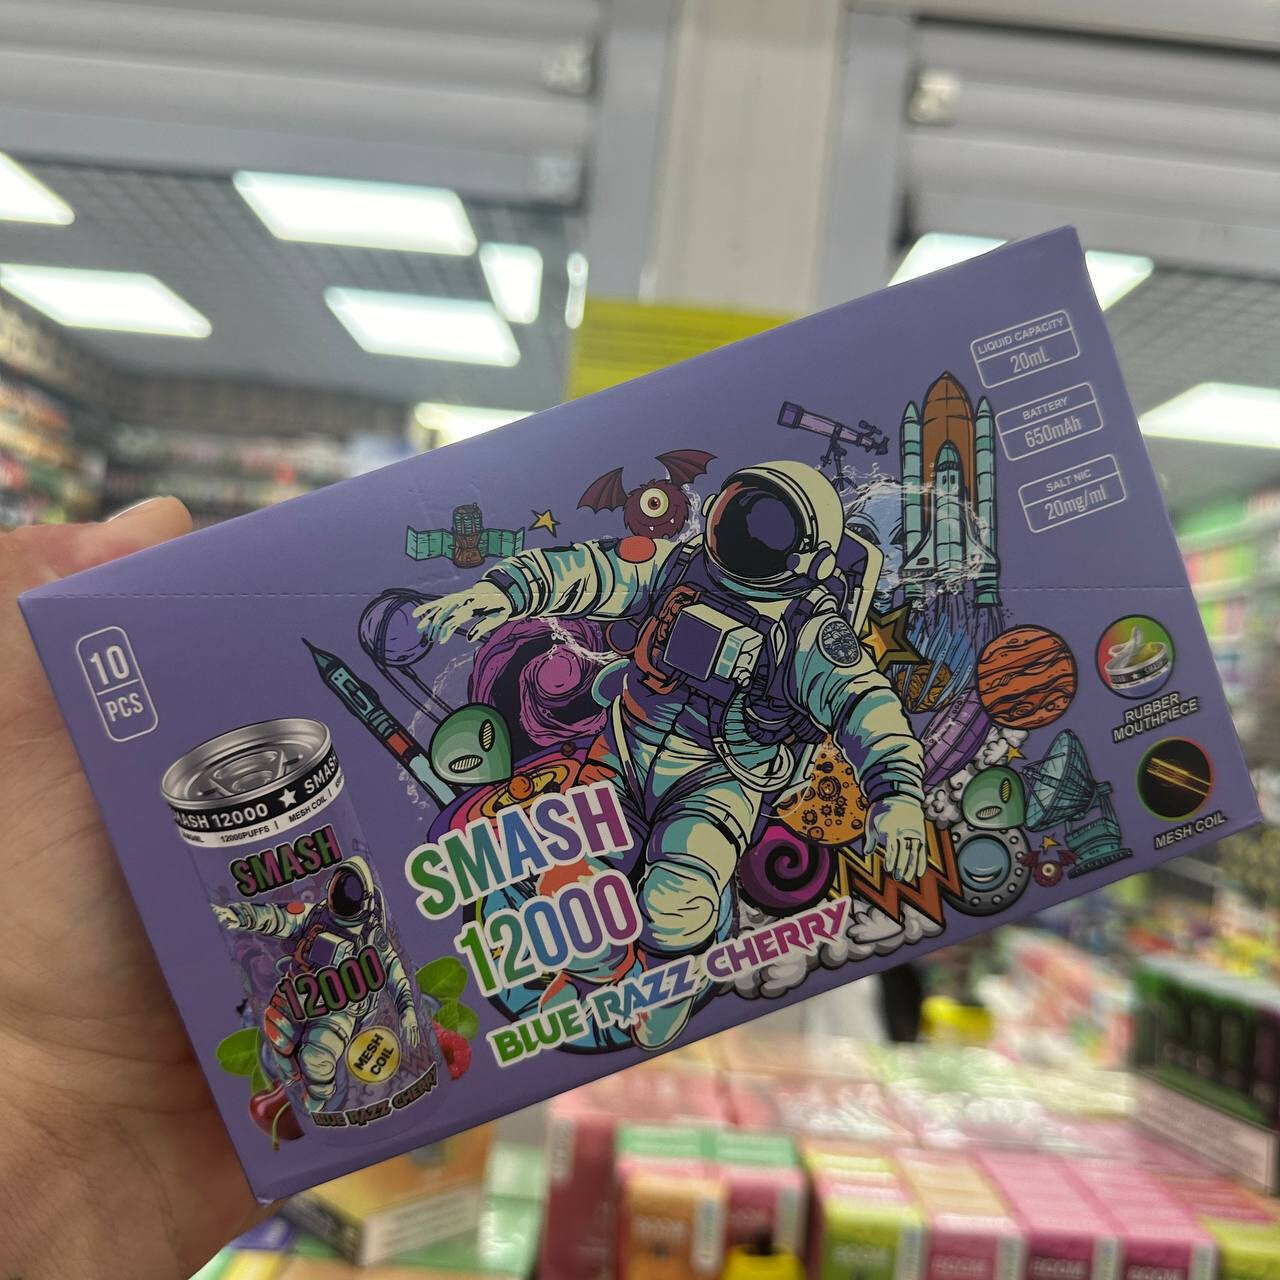 LIQUID CAPACITY
20mL
BATTERY
650mAh
SALT NIC
20mg/ml
10
PCS
SMASH 12000 ★ SMAS
12000PUFFS | MESH COIL |
SMASH
12000
MESH
COIL
BLUE RAZZ CHERRY
SMASH
12000
BLUE RAZZ CHERRY
RUBBER
MOUTHPIECE
MESH COIL